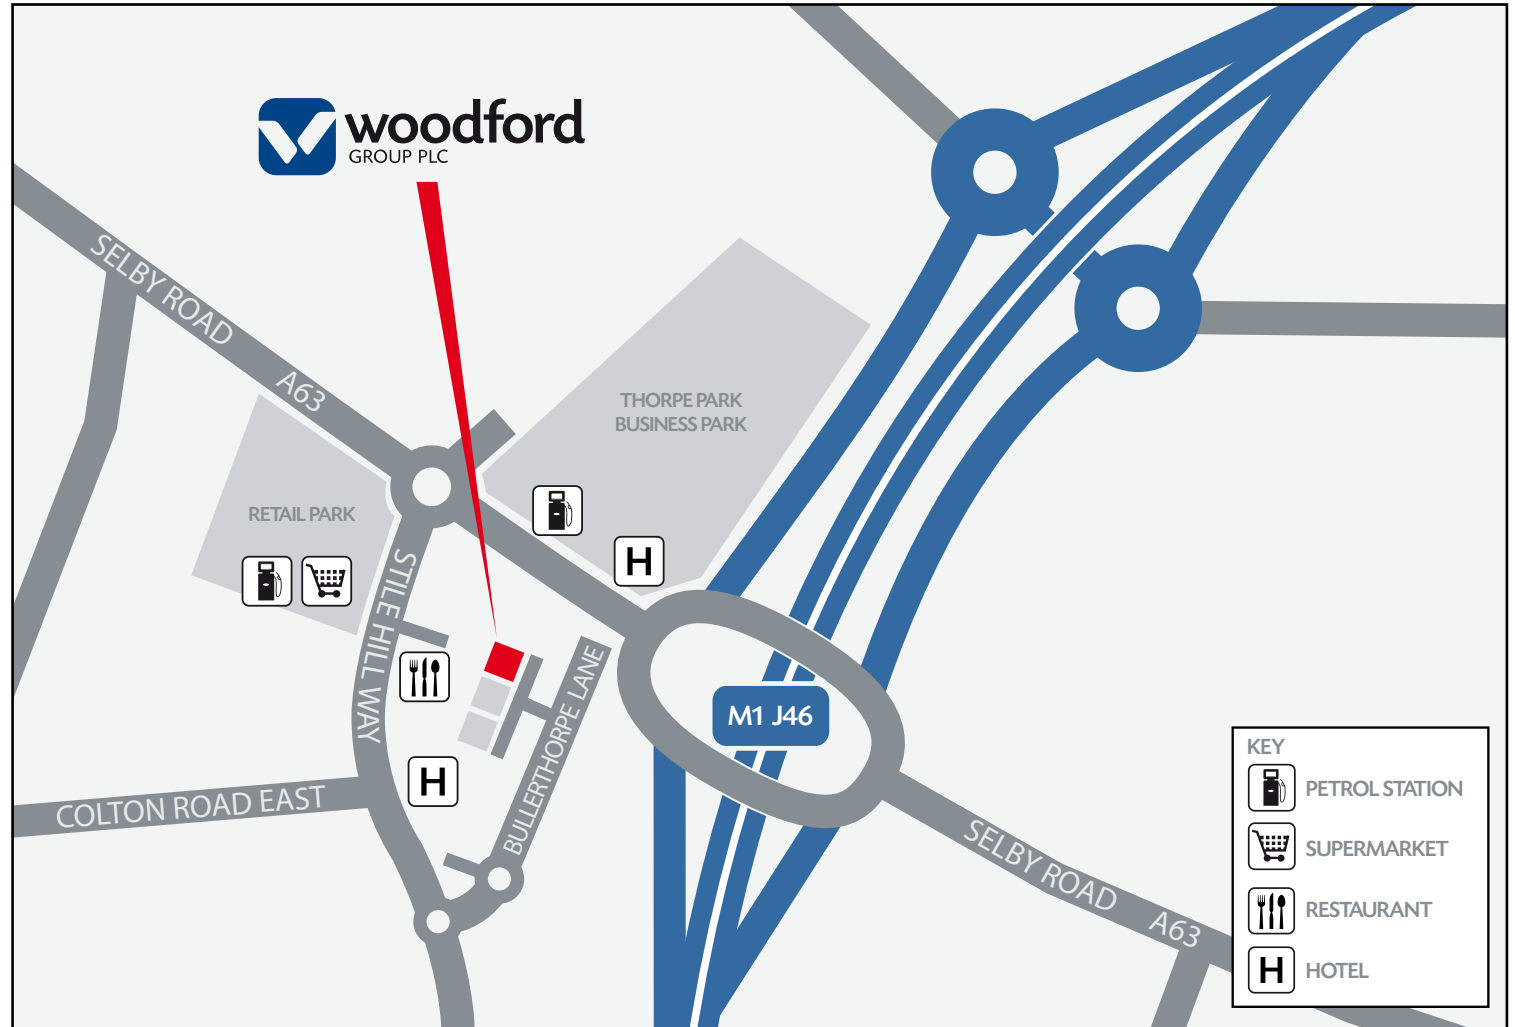 woodford
GROUP PLC
SELBY ROAD
A63
THORPE PARK
BUSINESS PARK
RETAIL PARK
H
STILE HILL WAY
BULLERTHORPE LANE
M1 J46
H
COLTON ROAD EAST
SELBY ROAD
A63
KEY
PETROL STATION
SUPERMARKET
RESTAURANT
H HOTEL